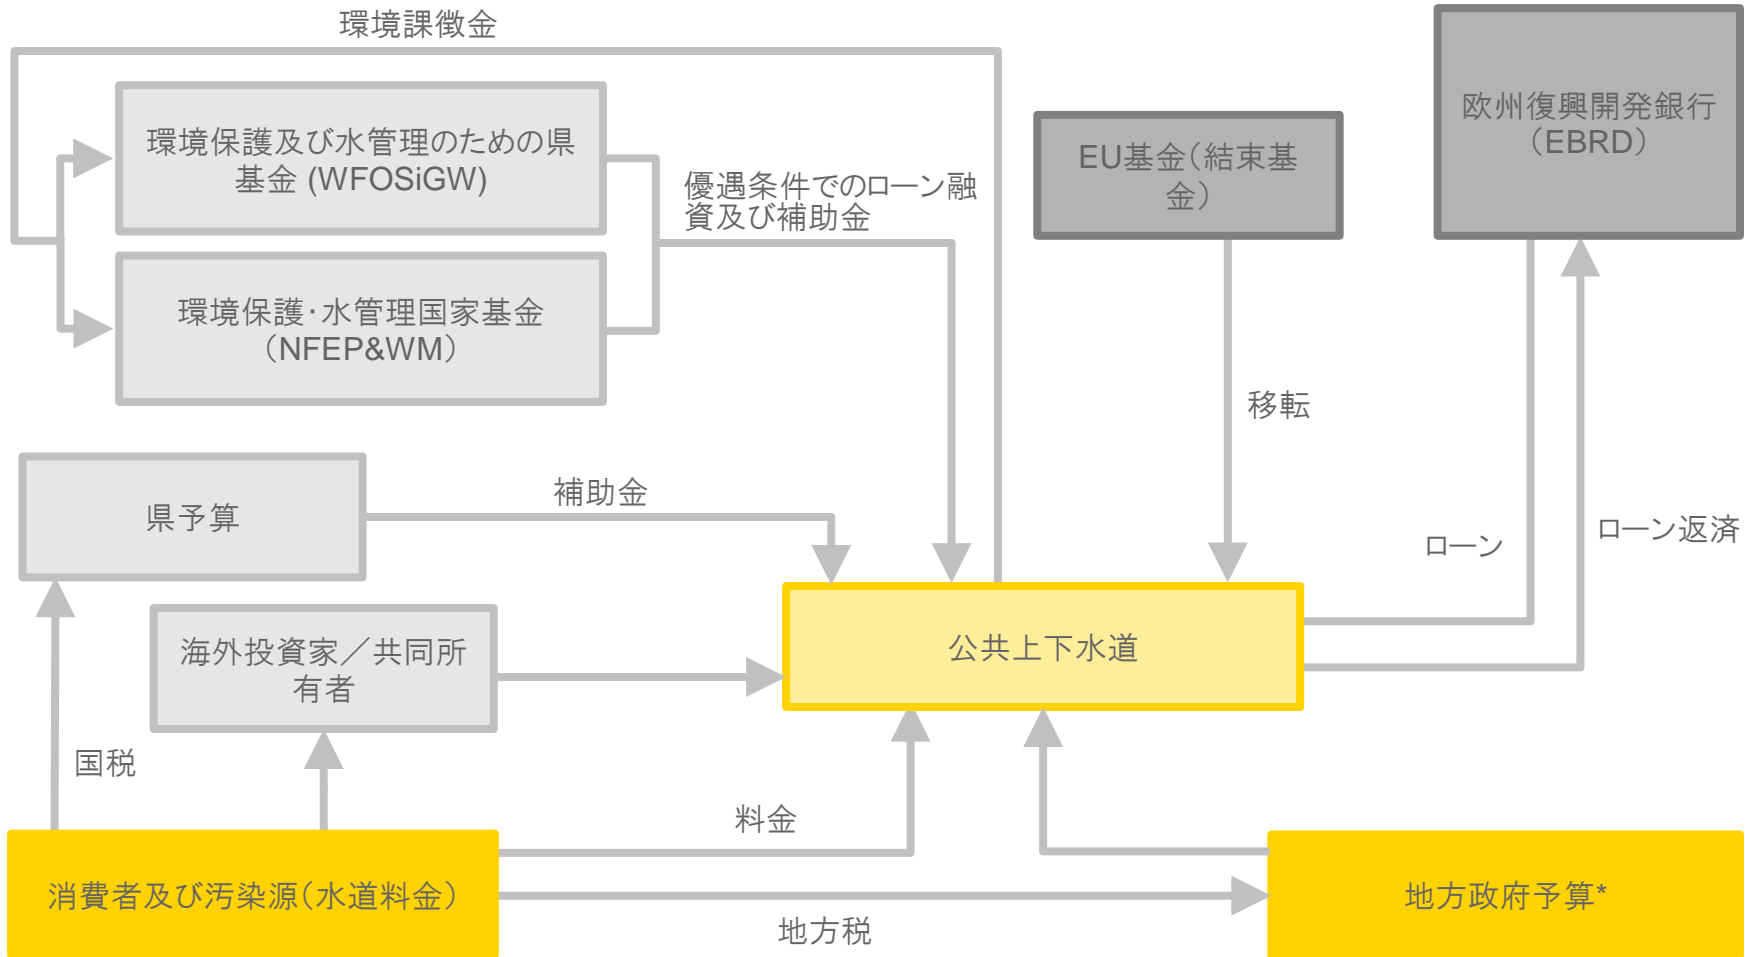 環境課徴金
環境保護及び水管理のための県
基金 (WFOSiGW)
優遇条件でのローン融
資及び補助金
環境保護・水管理国家基金
（NFEP&WM）
EU基金（結束基
金）
欧州復興開発銀行
（EBRD）
移転
県予算
補助金
ローン
ローン返済
海外投資家／共同所
有者
公共上下水道
国税
料金
消費者及び汚染源（水道料金）
地方税
地方政府予算*